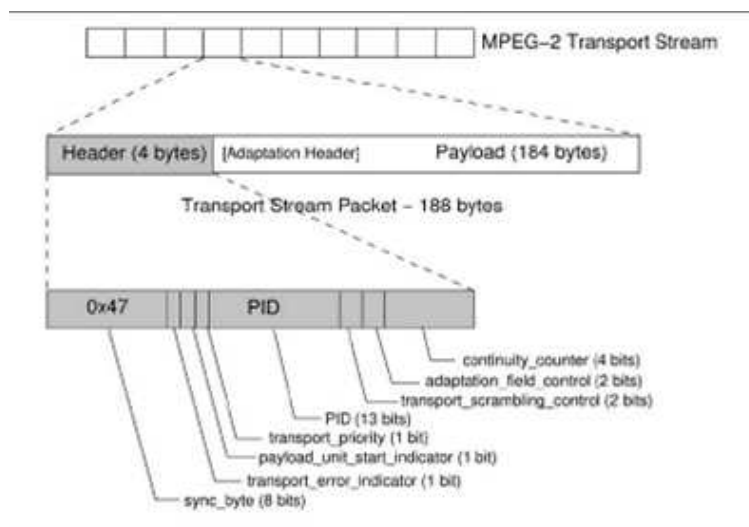 MPEG–2 Transport Stream
Header (4 bytes) [Adaptation Header] Payload (184 bytes)
Transport Stream Packet – 188 bytes
0x47 PID
continuity_counter (4 bits)
adaptation_field_control (2 bits)
transport_scrambling_control (2 bits)
PID (13 bits)
transport_priority (1 bit)
payload_unit_start_indicator (1 bit)
transport_error_indicator (1 bit)
sync_byte (8 bits)